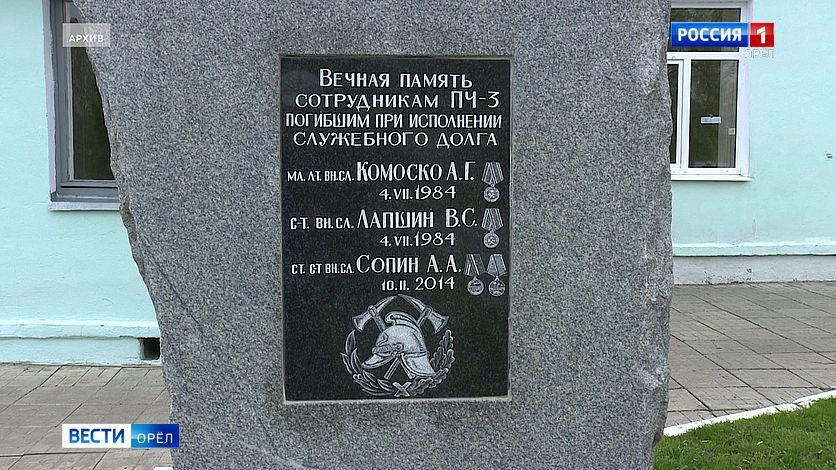 АРХИВ
РОССИЯ 1
ОРЁЛ
ВЕЧНАЯ ПАМЯТЬ
СОТРУДНИКАМ ПЧ-3
ПОГИБШИМ ПРИ ИСПОЛНЕНИИ
СЛУЖЕБНОГО ДОЛГА
МЛ. ЛТ. ВН.СЛ. КОМОСКО А.Г.
4.VII.1984
С-Т. ВН.СЛ. ЛАПШИН В.С.
4.VII.1984
СТ. СТ ВН.СЛ. СОПИН А.А.
10.II.2014
ВЕСТИ ОРЁЛ